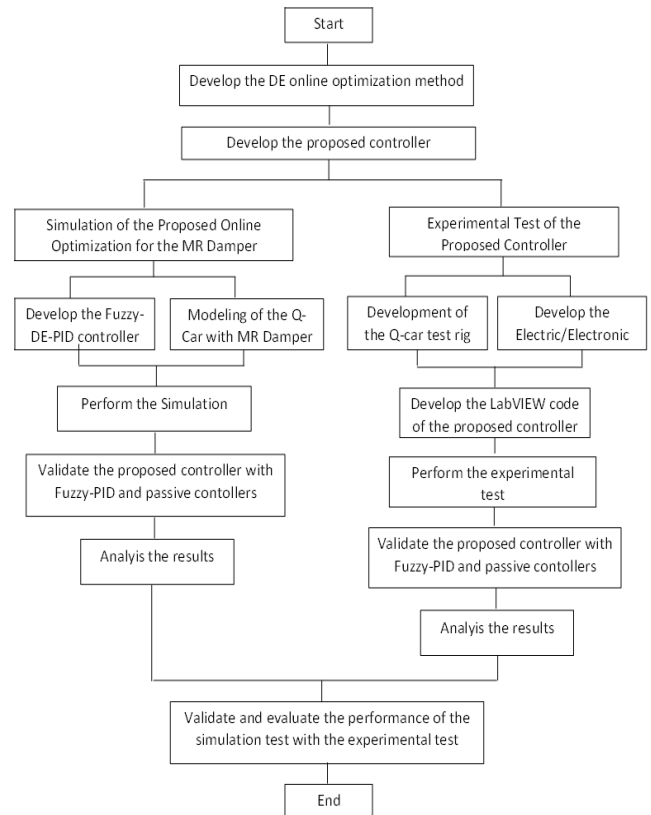 Start
Develop the DE online optimization method
Develop the proposed controller
Simulation of the Proposed Online
Optimization for the MR Damper
Develop the Fuzzy-
DE-PID controller
Modeling of the Q-
Car with MR Damper
Perform the Simulation
Validate the proposed controller with
Fuzzy-PID and passive contollers
Analyis the results
Experimental Test of the
Proposed Controller
Development of
the Q-car test rig
Develop the
Electric/Electronic
Develop the LabVIEW code
of the proposed controller
Perform the experimental
test
Validate the proposed controller with
Fuzzy-PID and passive contollers
Analyis the results
Validate and evaluate the performance of the
simulation test with the experimental test
End